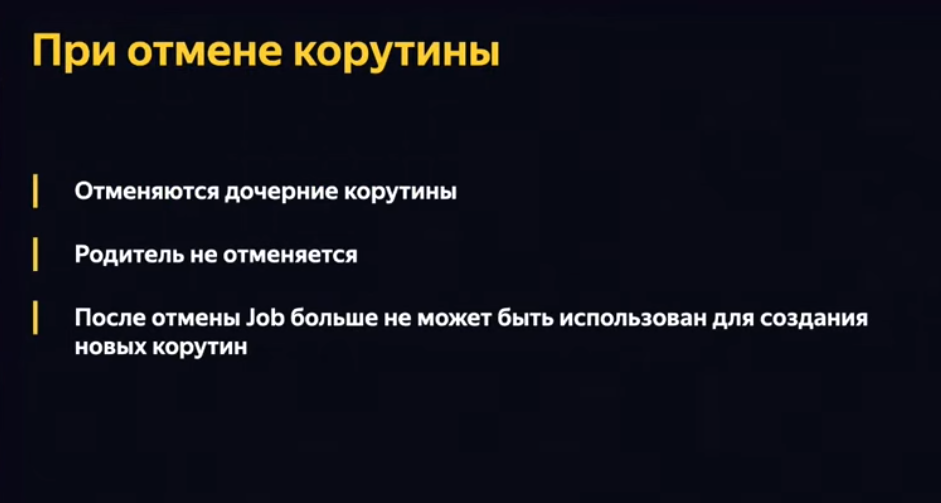 При отмене корутины
Отменяются дочерние корутины
Родитель не отменяется
После отмены Job больше не может быть использован для создания
новых корутин